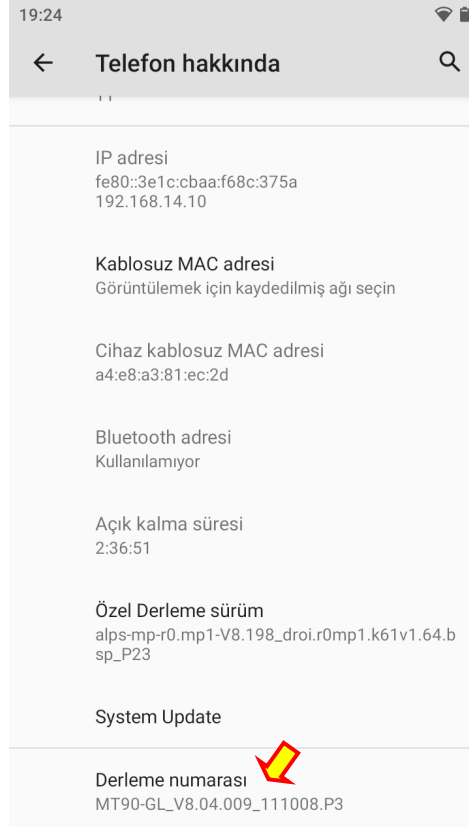 19:24
Telefon hakkında
IP adresi
fe80::3e1c:cbaa:f68c:375a
192.168.14.10
Kablosuz MAC adresi
Görüntülemek için kaydedilmiş ağı seçin
Cihaz kablosuz MAC adresi
a4:e8:a3:81:ec:2d
Bluetooth adresi
Kullanılamıyor
Açık kalma süresi
2:36:51
Özel Derleme sürüm
alps-mp-r0.mp1-V8.198_droi.r0mp1.k61v1.64.b
sp_P23
System Update
Derleme numarası
MT90-GL_V8.04.009_111008.P3